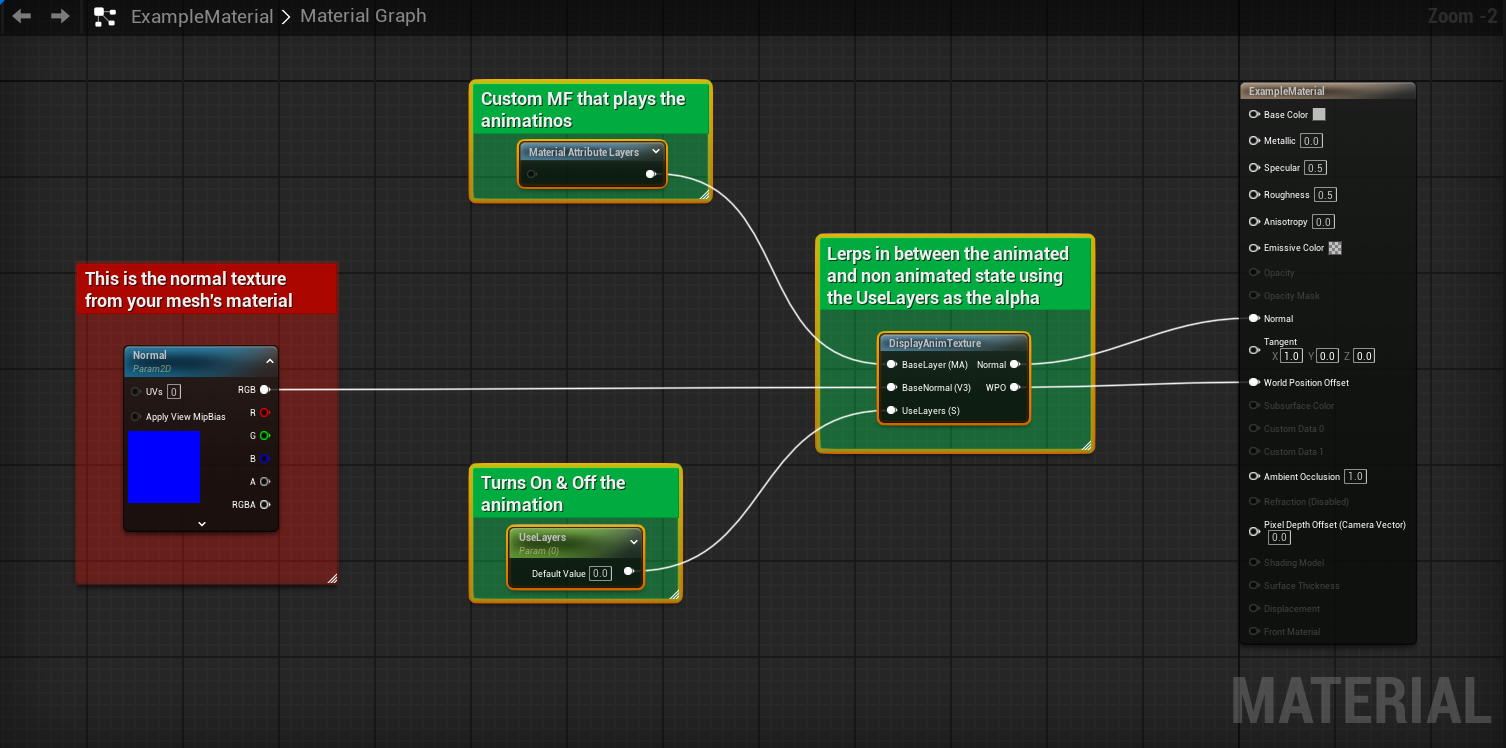 ExampleMaterial > Material Graph
Zoom -2
Custom MF that plays the
animatinos
Material Attribute Layers
This is the normal texture
from your mesh's material
Normal
Param2D
UVs 0
RGB
Apply View MipBias
R
G
B
A
RGBA
Turns On & Off the
animation
UseLayers
Param (0)
Default Value 0.0
Lerps in between the animated
and non animated state using
the UseLayers as the alpha
DisplayAnimTexture
BaseLayer (MA) Normal
BaseNormal (V3) WPO
UseLayers (S)
ExampleMaterial
Base Color
Metallic 0.0
Specular 0.5
Roughness 0.5
Anisotropy 0.0
Emissive Color
Opacity
Opacity Mask
Normal
Tangent
X 1.0 Y 0.0 Z 0.0
World Position Offset
Subsurface Color
Custom Data 0
Custom Data 1
Ambient Occlusion 1.0
Refraction (Disabled)
Pixel Depth Offset (Camera Vector)
0.0
Shading Model
Surface Thickness
Displacement
Front Material
MATERIAL